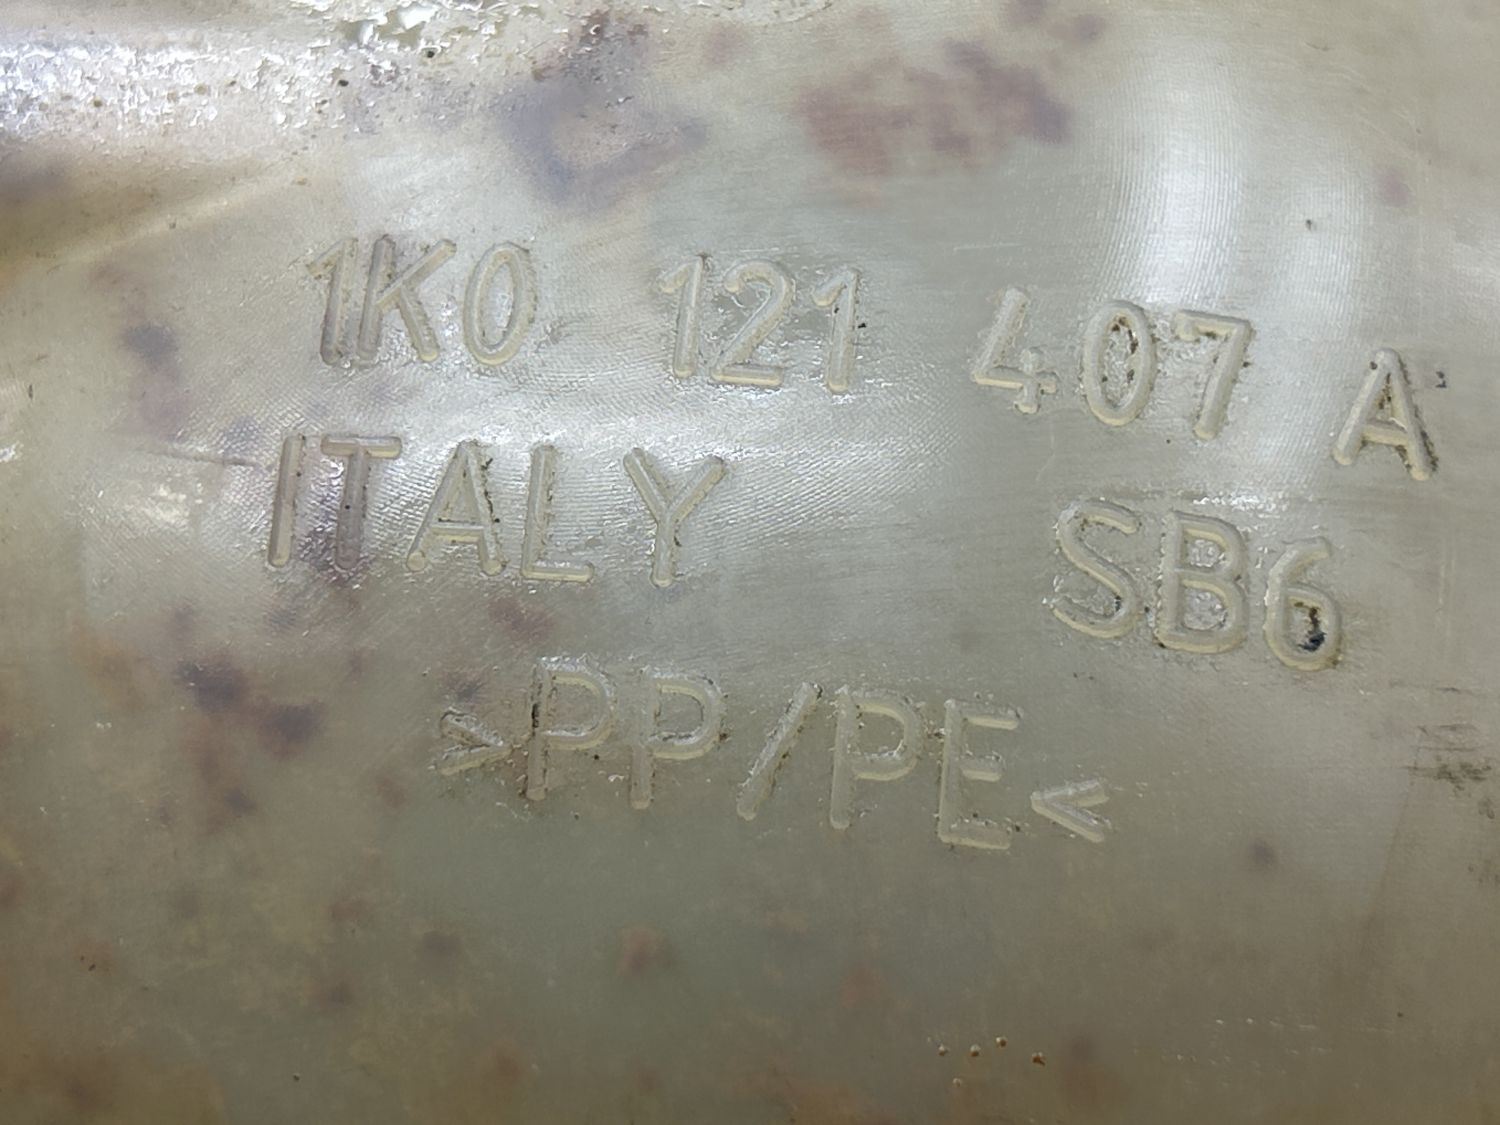 1K0 121 407 A
ITALY SB6
>PP/PE<